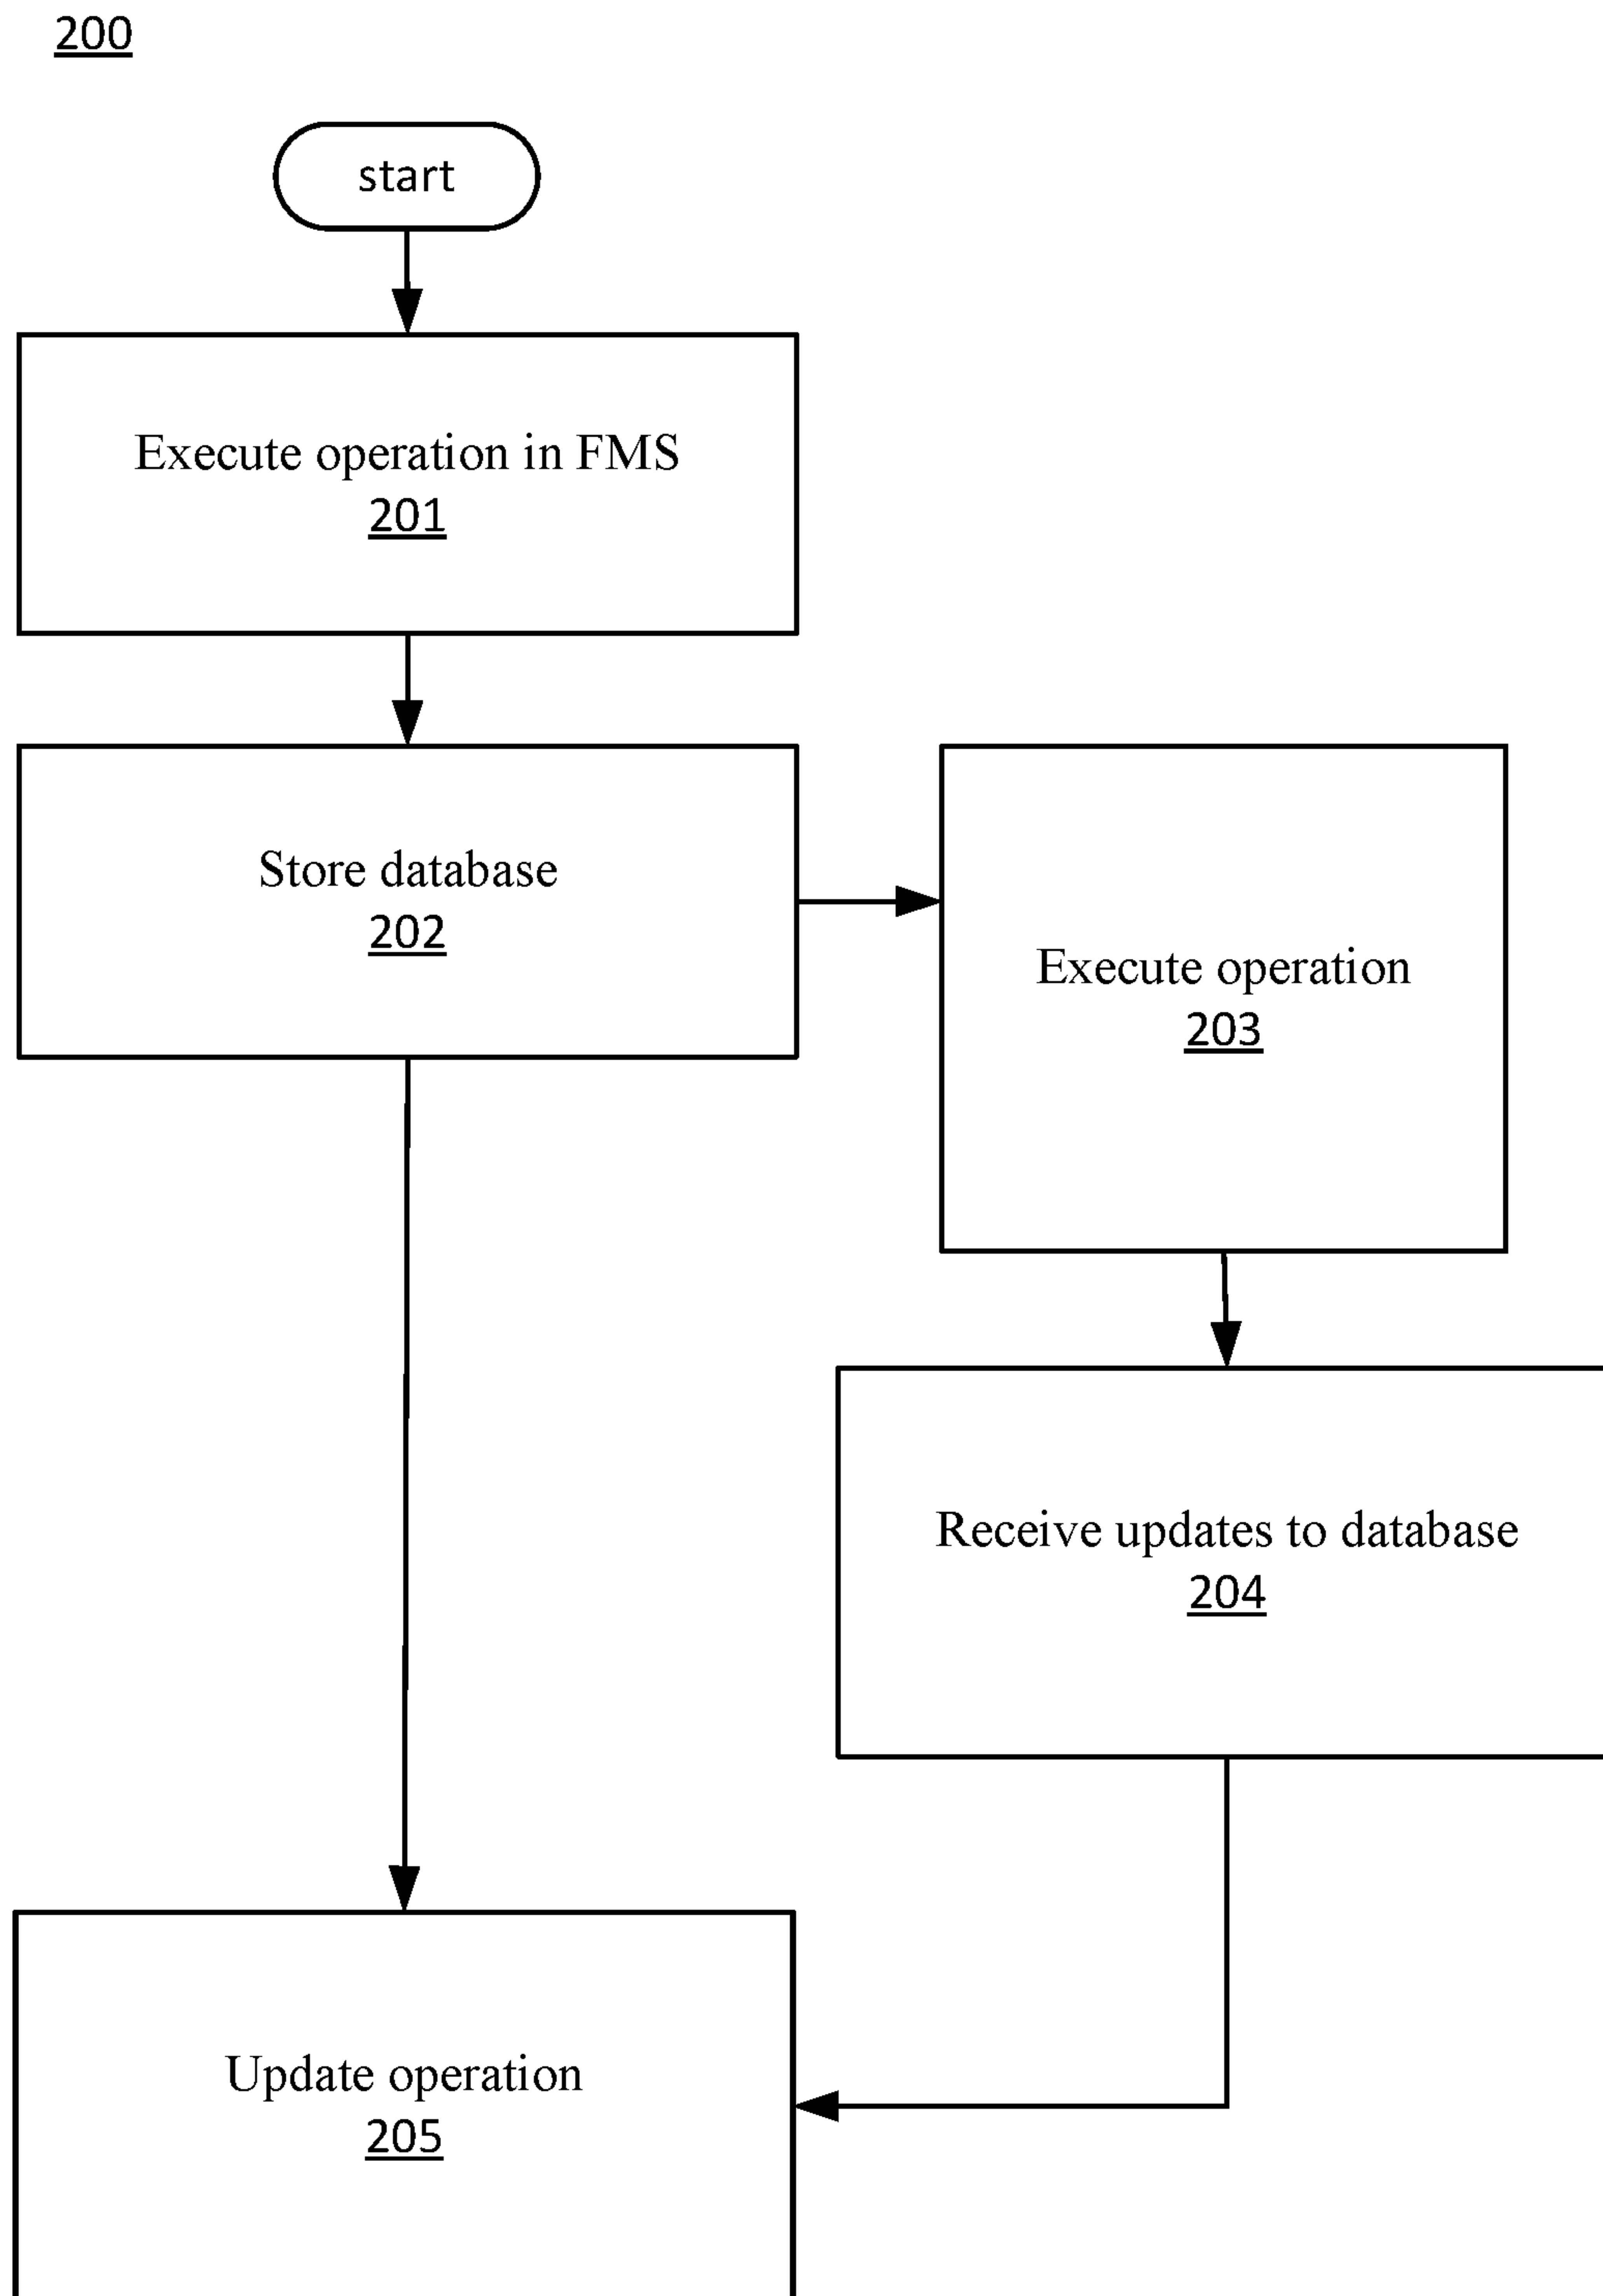 200
start
Execute operation in FMS
201
Store database
202
Execute operation
203
Receive updates to database
204
Update operation
205